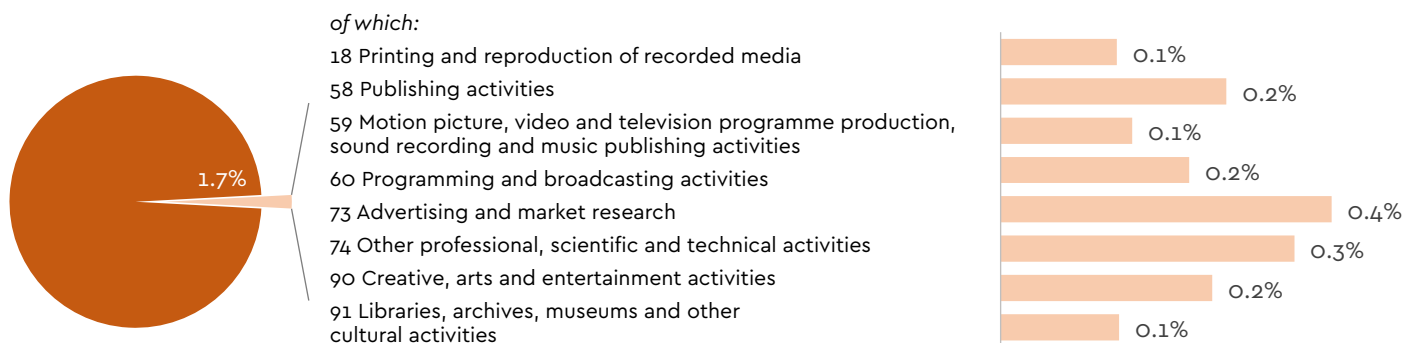 of which:
18 Printing and reproduction of recorded media
0.1%
58 Publishing activities
0.2%
59 Motion picture, video and television programme production,
sound recording and music publishing activities
0.1%
1.7%
60 Programming and broadcasting activities
0.2%
73 Advertising and market research
0.4%
74 Other professional, scientific and technical activities
0.3%
90 Creative, arts and entertainment activities
0.2%
91 Libraries, archives, museums and other
cultural activities
0.1%